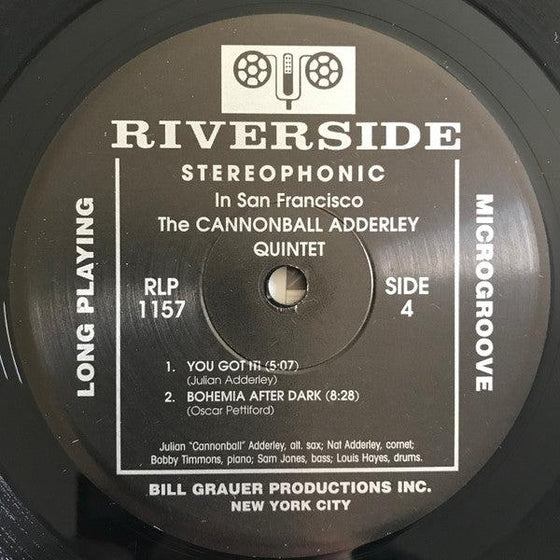 RIVERSIDE
STEREOPHONIC
In San Francisco
The CANNONBALL ADDERLEY
QUINTET
LONG PLAYING
MICROGROOVE
RLP
1157
SIDE
4
1. YOU GOT IT! (5:07)
(Julian Adderley)
2. BOHEMIA AFTER DARK (8:28)
(Oscar Pettiford)
Julian "Cannonball" Adderley, alt. sax; Nat Adderley, cornet;
Bobby Timmons, piano; Sam Jones, bass; Louis Hayes, drums.
BILL GRAUER PRODUCTIONS INC.
NEW YORK CITY